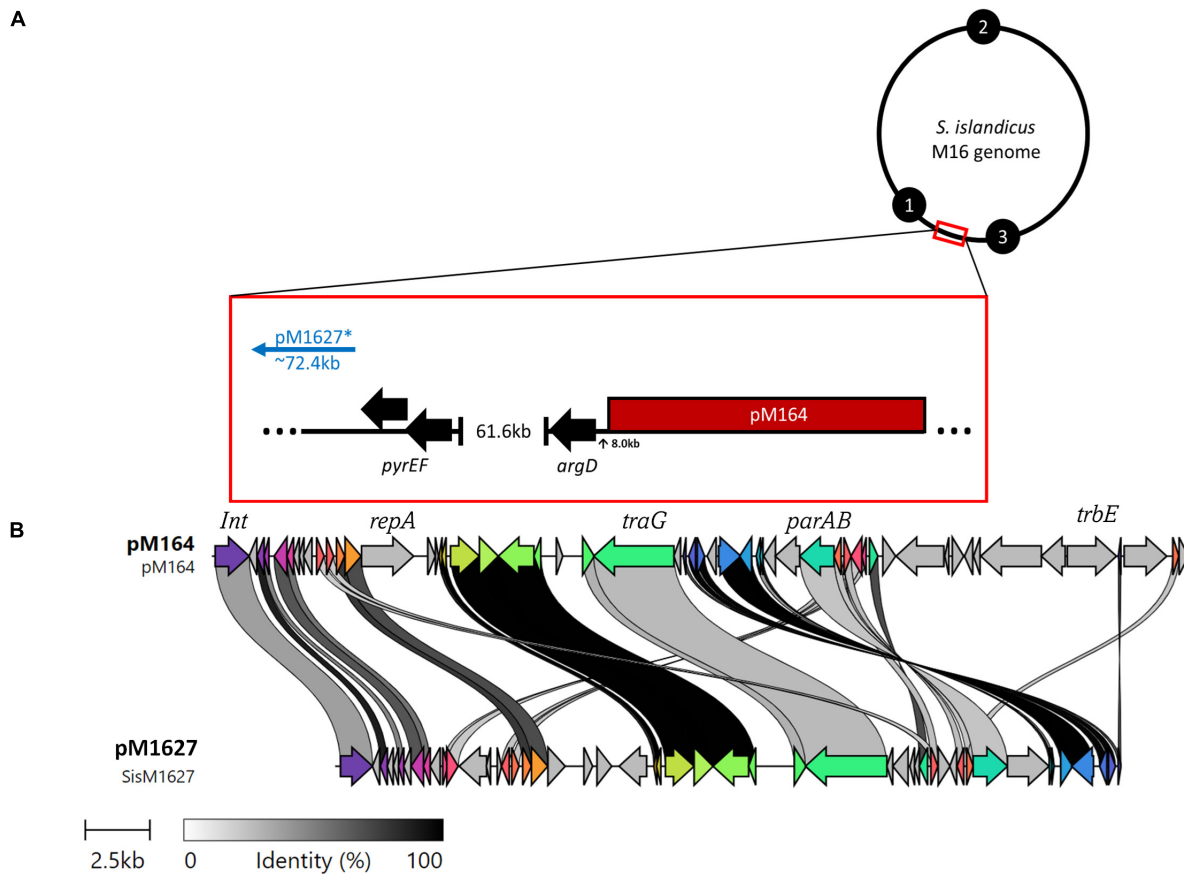 A
2
S. islandicus
M16 genome
1
3
pM1627*
~72.4kb
pM164
61.6kb
8.0kb
pyrEF
argD
B
Int
repA
traG
parAB
trbE
pM164
pM164
pM1627
SisM1627
2.5kb
0 Identity (%) 100